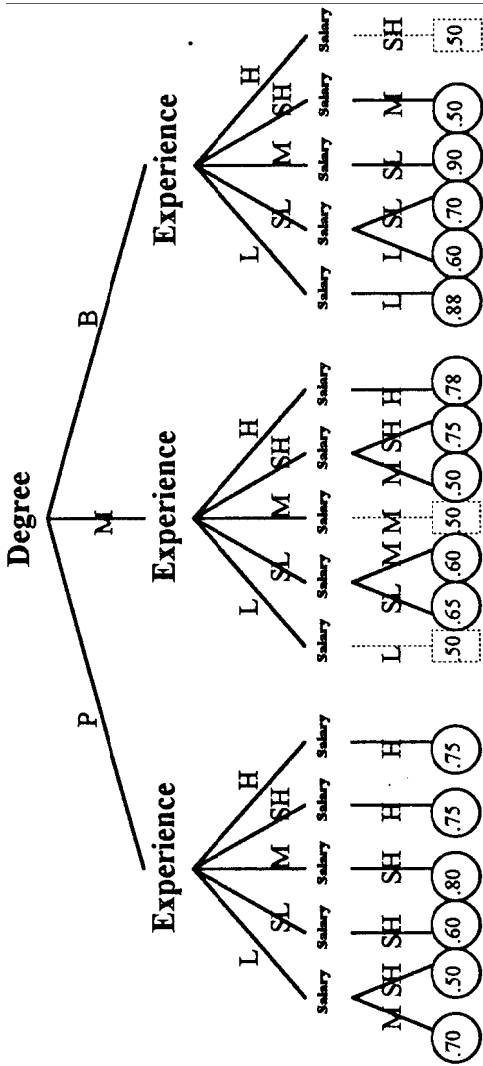 Degree
P M B
Experience Experience Experience
L SL M SH H L SL M SH H L SL M SH H
Salary Salary Salary Salary Salary Salary Salary Salary Salary Salary Salary Salary Salary Salary Salary
M SH SH SH H H L SL M M M SH H L L SL SL M SH
.70 .50 .60 .80 .75 .75 .50 .65 .60 .50 .50 .75 .78 .88 .60 .70 .90 .50 .50